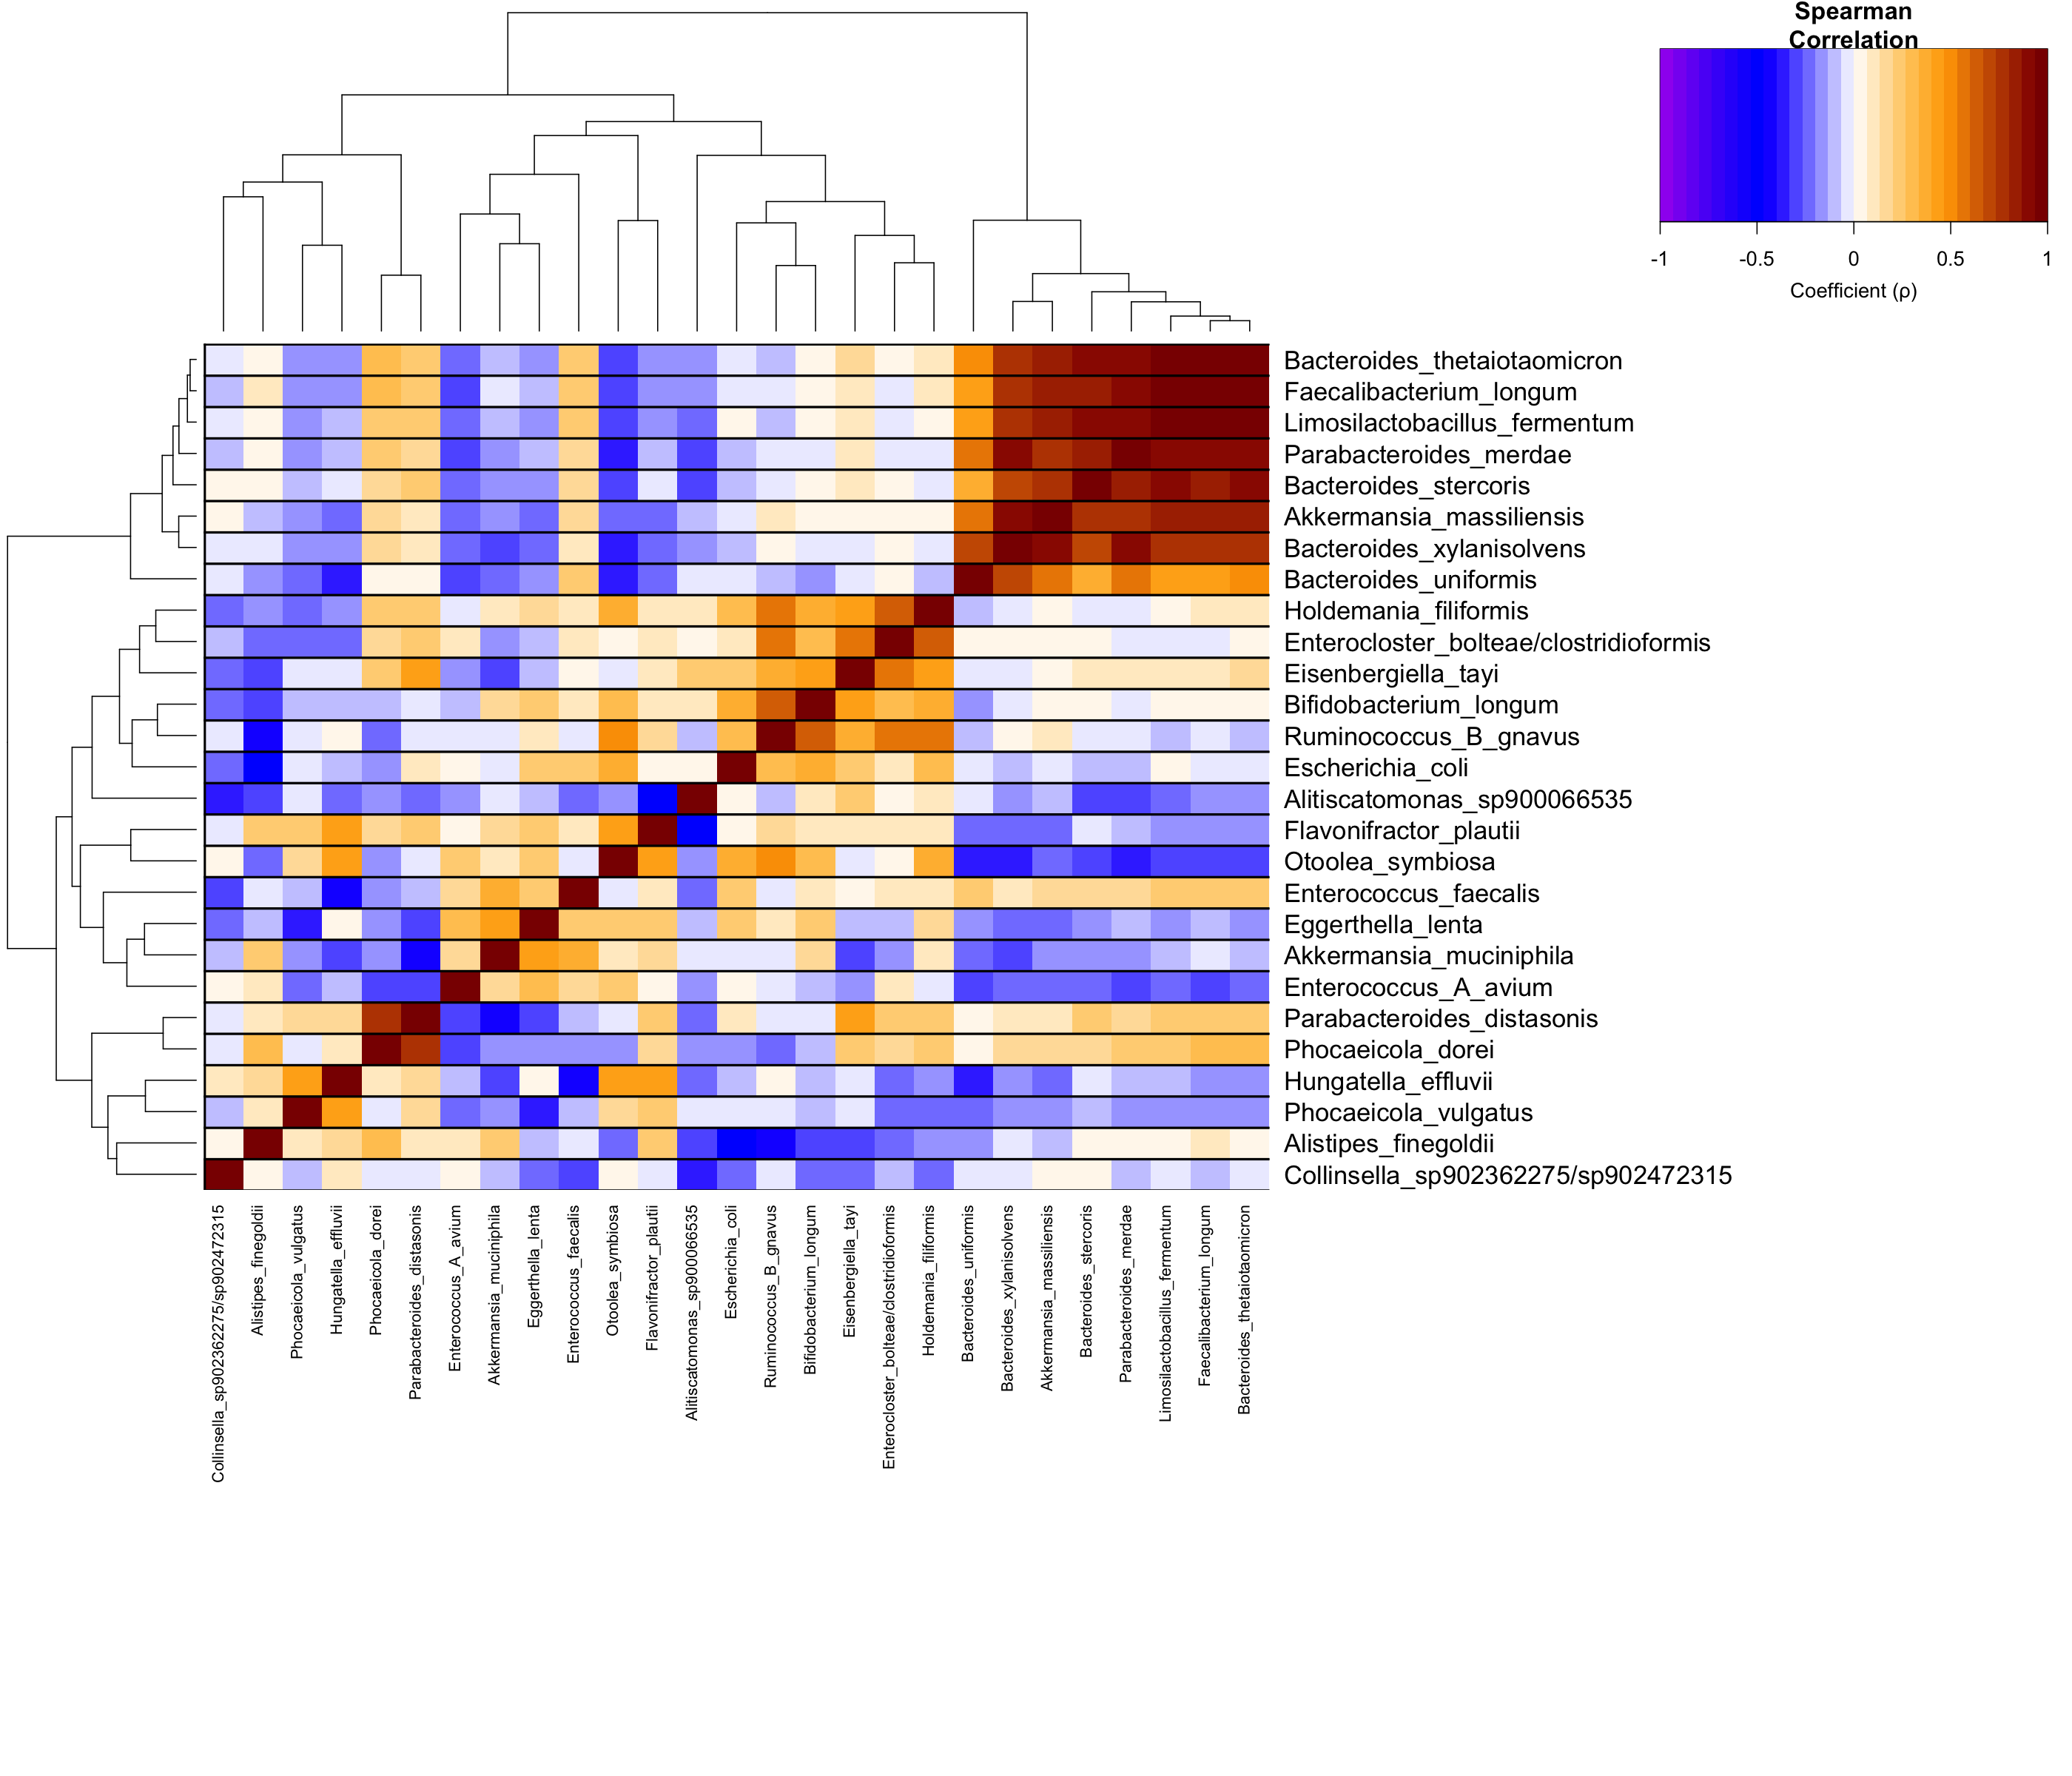 Spearman
Correlation
-1
-0.5
0
0.5
1
Coefficient (ρ)
Bacteroides_thetaiotaomicron
Faecalibacterium_longum
Limosilactobacillus_fermentum
Parabacteroides_merdae
Bacteroides_stercoris
Akkermansia_massiliensis
Bacteroides_xylanisolvens
Bacteroides_uniformis
Holdemania_filiformis
Enterocloster_bolteae/clostridioformis
Eisenbergiella_tayi
Bifidobacterium_longum
Ruminococcus_B_gnavus
Escherichia_coli
Alitiscatomonas_sp900066535
Flavonifractor_plautii
Otoolea_symbiosa
Enterococcus_faecalis
Eggerthella_lenta
Akkermansia_muciniphila
Enterococcus_A_avium
Parabacteroides_distasonis
Phocaeicola_dorei
Hungatella_effluvii
Phocaeicola_vulgatus
Alistipes_finegoldii
Collinsella_sp902362275/sp902472315
Collinsella_sp902362275/sp902472315
Alistipes_finegoldii
Phocaeicola_vulgatus
Hungatella_effluvii
Phocaeicola_dorei
Parabacteroides_distasonis
Enterococcus_A_avium
Akkermansia_muciniphila
Eggerthella_lenta
Enterococcus_faecalis
Otoolea_symbiosa
Flavonifractor_plautii
Alitiscatomonas_sp900066535
Escherichia_coli
Ruminococcus_B_gnavus
Bifidobacterium_longum
Eisenbergiella_tayi
Enterocloster_bolteae/clostridioformis
Holdemania_filiformis
Bacteroides_uniformis
Bacteroides_xylanisolvens
Akkermansia_massiliensis
Bacteroides_stercoris
Parabacteroides_merdae
Limosilactobacillus_fermentum
Faecalibacterium_longum
Bacteroides_thetaiotaomicron